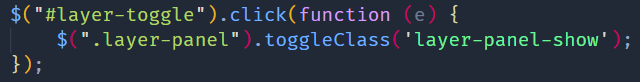 $("#layer-toggle").click(function (e) {
    $(".layer-panel").toggleClass('layer-panel-show');
});